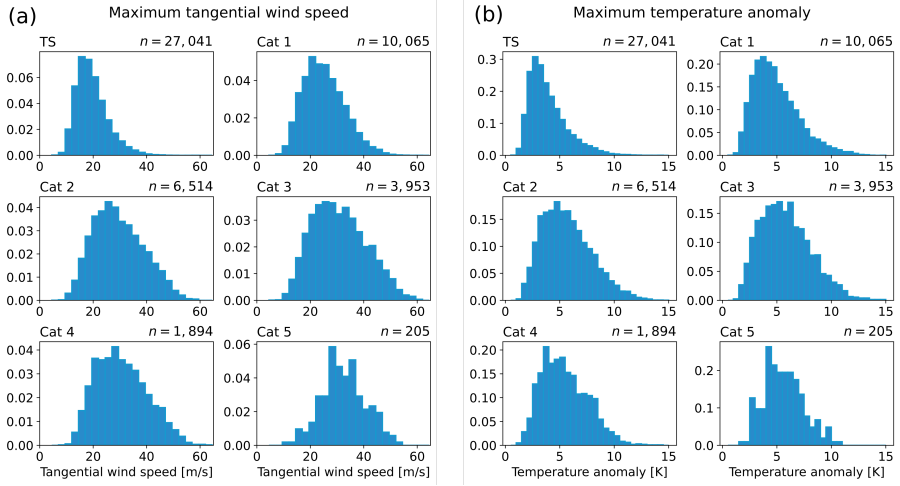 (a) Maximum tangential wind speed
TS n = 27,041
0.06
0.04
0.02
0.00
0 20 40 60
Cat 1 n = 10,065
0.04
0.02
0.00
0 20 40 60
Cat 2 n = 6,514
0.04
0.03
0.02
0.01
0.00
0 20 40 60
Cat 3 n = 3,953
0.03
0.02
0.01
0.00
0 20 40 60
Cat 4 n = 1,894
0.04
0.03
0.02
0.01
0.00
0 20 40 60
Tangential wind speed [m/s]
Cat 5 n = 205
0.06
0.04
0.02
0.00
0 20 40 60
Tangential wind speed [m/s]
(b) Maximum temperature anomaly
TS n = 27,041
0.3
0.2
0.1
0.0
0 5 10 15
Cat 1 n = 10,065
0.20
0.15
0.10
0.05
0.00
0 5 10 15
Cat 2 n = 6,514
0.15
0.10
0.05
0.00
0 5 10 15
Cat 3 n = 3,953
0.15
0.10
0.05
0.00
0 5 10 15
Cat 4 n = 1,894
0.20
0.15
0.10
0.05
0.00
0 5 10 15
Temperature anomaly [K]
Cat 5 n = 205
0.2
0.1
0.0
0 5 10 15
Temperature anomaly [K]